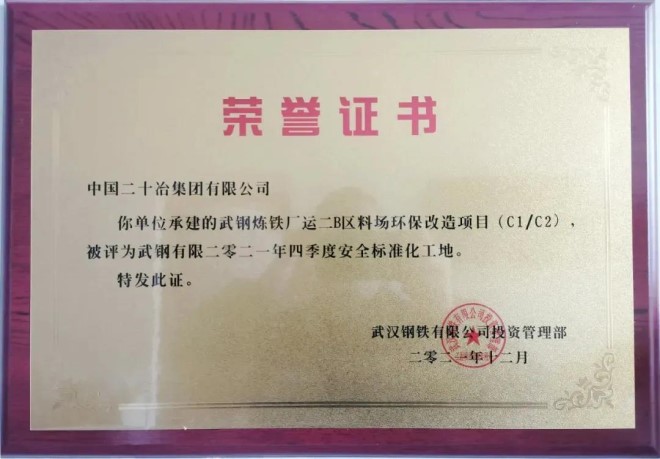 荣誉证书
中国二十冶集团有限公司
你单位承建的武钢炼铁厂运二B区料场环保改造项目（C1/C2），
被评为武钢有限二零二一年四季度安全标准化工地。
特发此证。
武汉钢铁有限公司投资管理部
二零二一年十二月